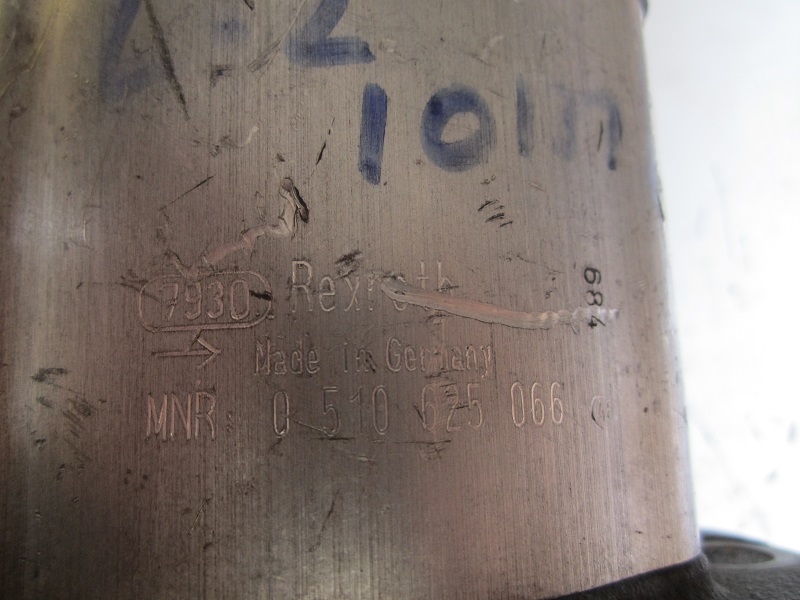 7930 Rexroth
684
Made in Germany
MNR: 0 510 625 066